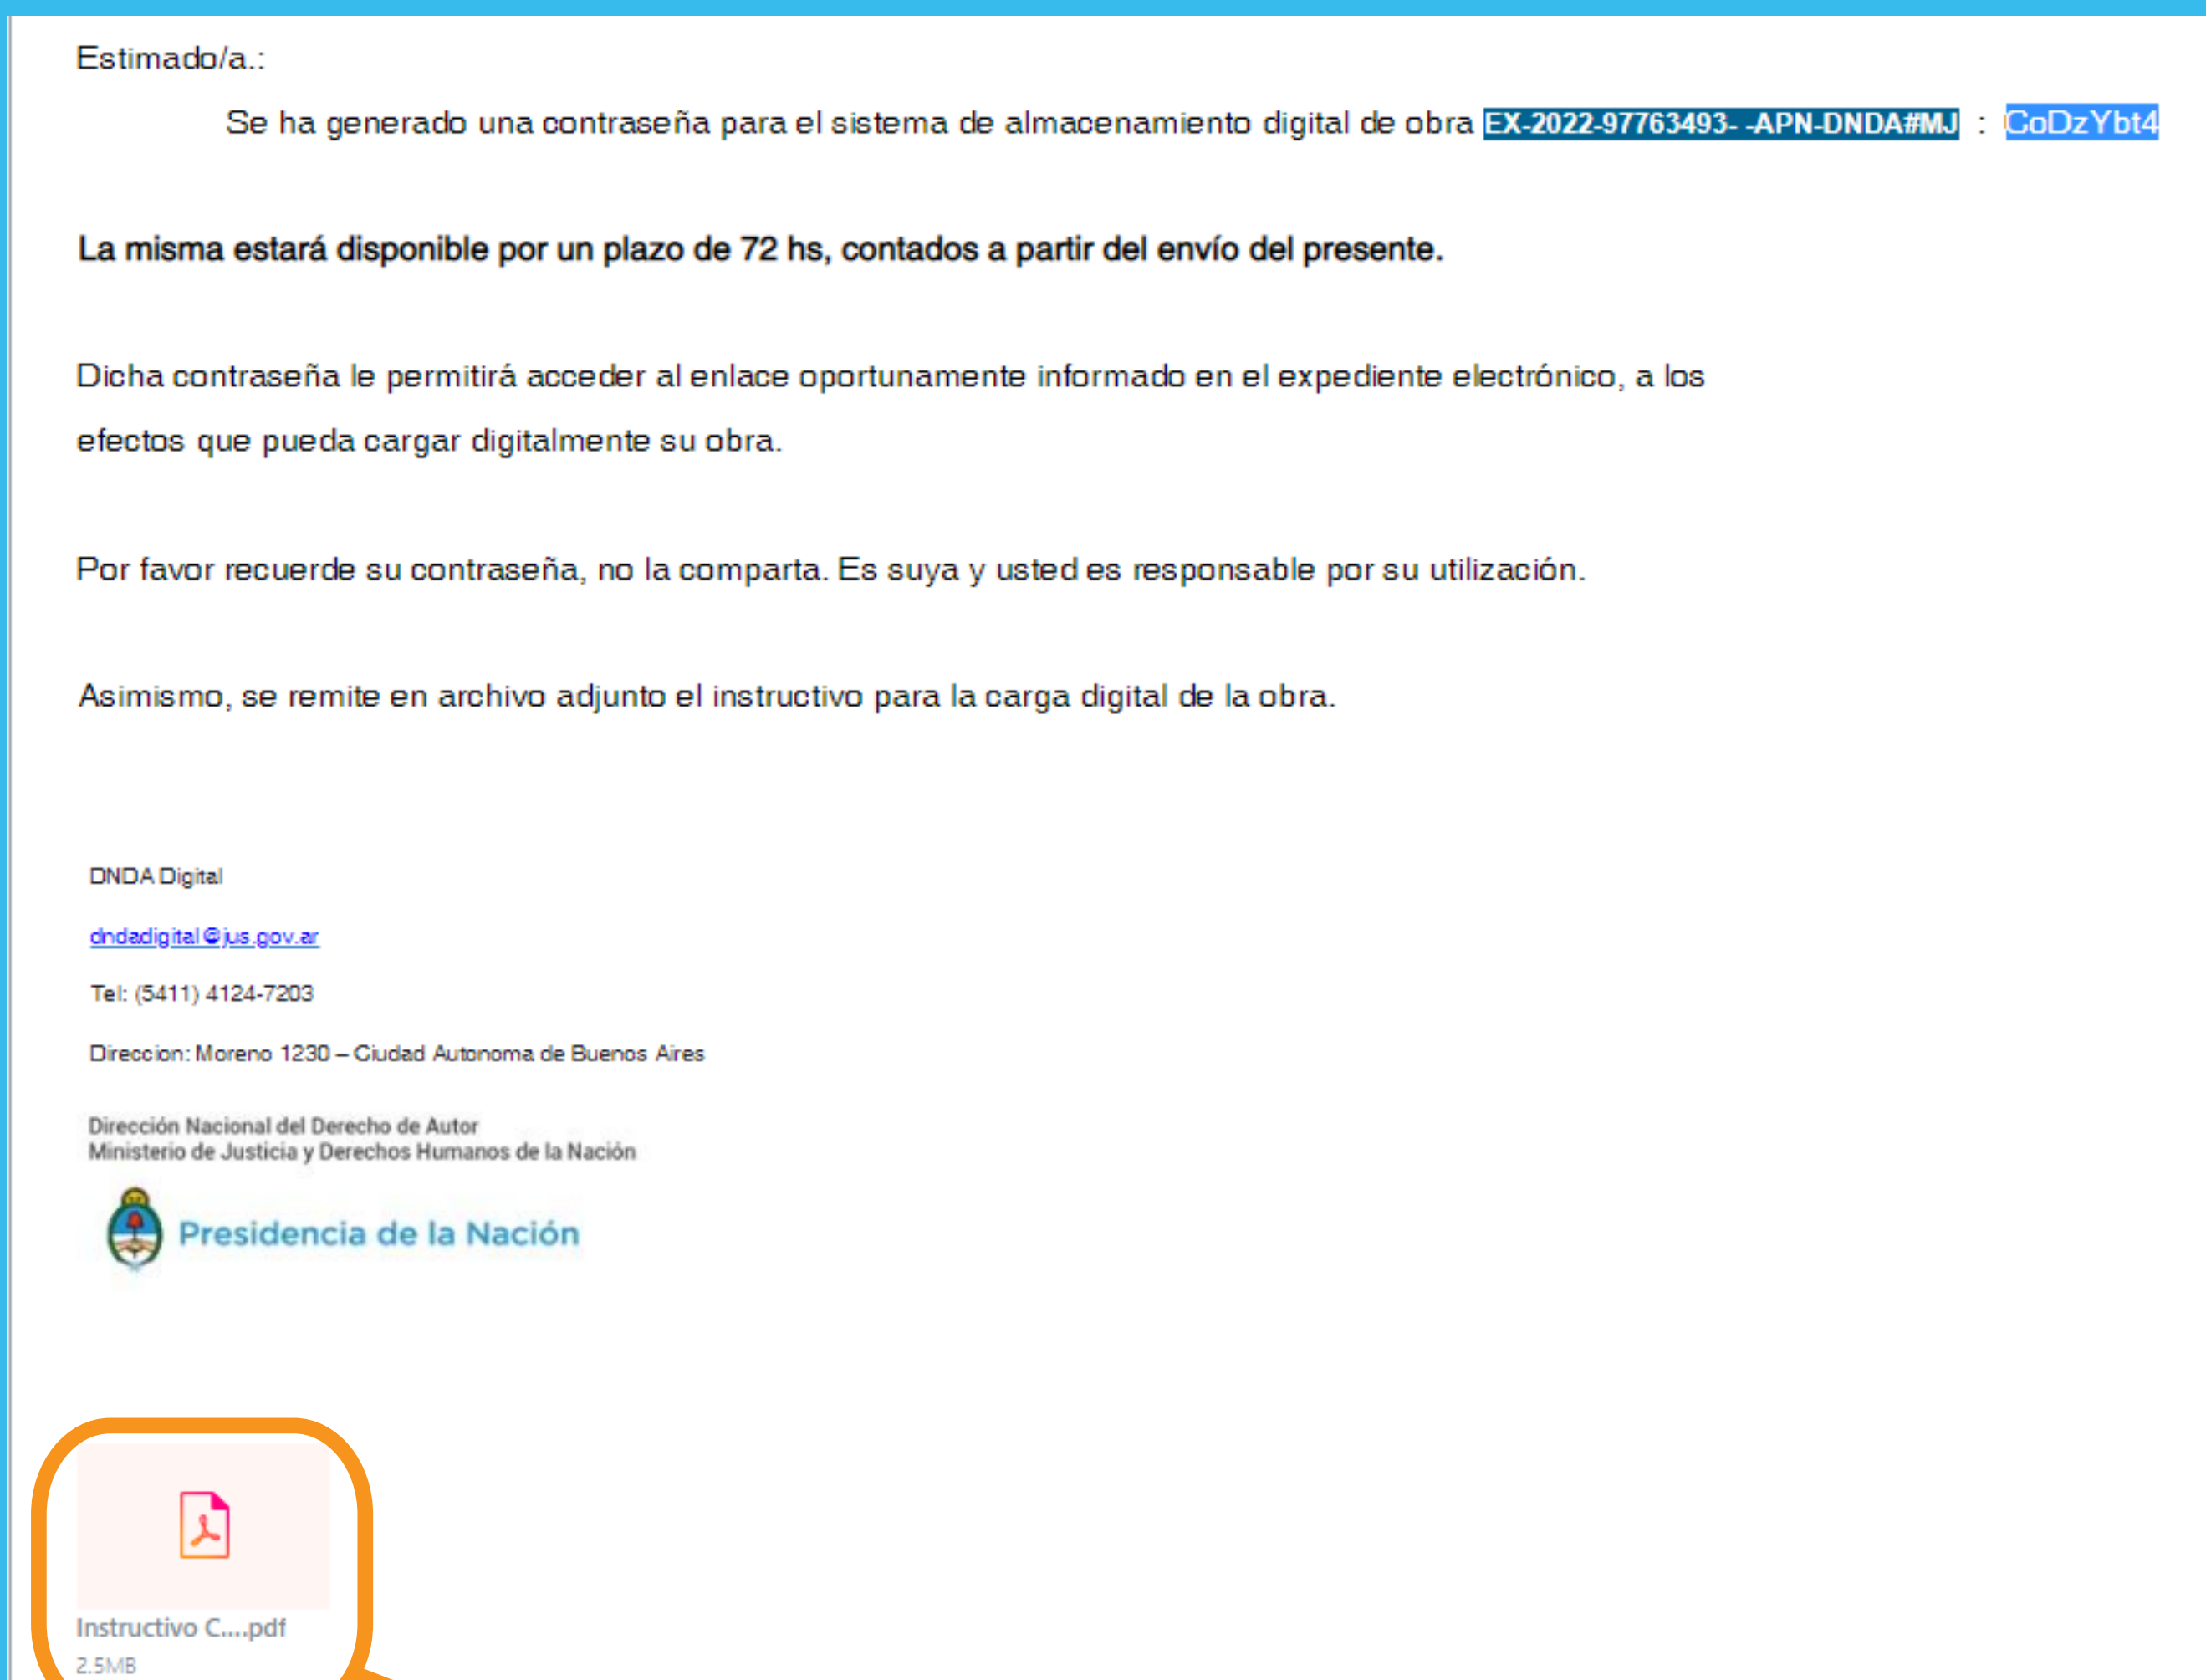 Estimado/a.:
Se ha generado una contraseña para el sistema de almacenamiento digital de obra EX-2022-97763493- -APN-DNDA#MJ : CoDzYbt4
La misma estará disponible por un plazo de 72 hs, contados a partir del envío del presente.
Dicha contraseña le permitirá acceder al enlace oportunamente informado en el expediente electrónico, a los
efectos que pueda cargar digitalmente su obra.
Por favor recuerde su contraseña, no la comparta. Es suya y usted es responsable por su utilización.
Asimismo, se remite en archivo adjunto el instructivo para la carga digital de la obra.
DNDA Digital
dndadigital@jus.gov.ar
Tel: (5411) 4124-7203
Direccion: Moreno 1230 – Ciudad Autonoma de Buenos Aires
Dirección Nacional del Derecho de Autor
Ministerio de Justicia y Derechos Humanos de la Nación
Presidencia de la Nación
Instructivo C....pdf
2.5MB